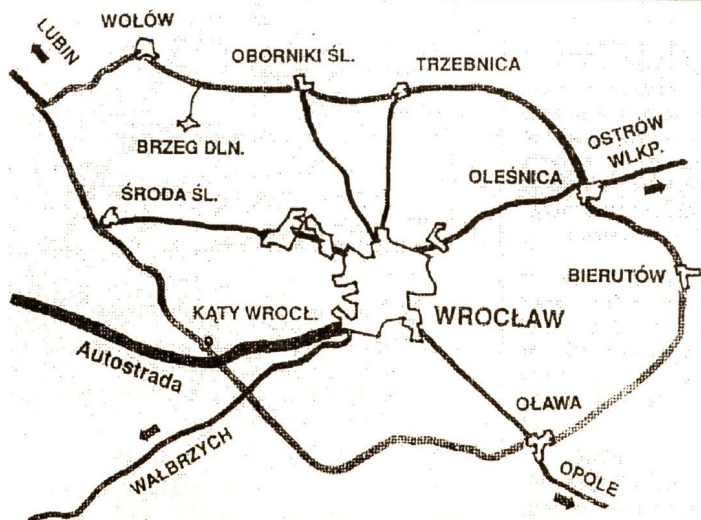 WOŁÓW
LUBIN
OBORNIKI ŚL.
TRZEBNICA
BRZEG DLN.
OSTRÓW
WLKP.
OLEŚNICA
ŚRODA ŚL.
BIERUTÓW
KĄTY WROCŁ.
WROCŁAW
Autostrada
OŁAWA
WAŁBRZYCH
OPOLE